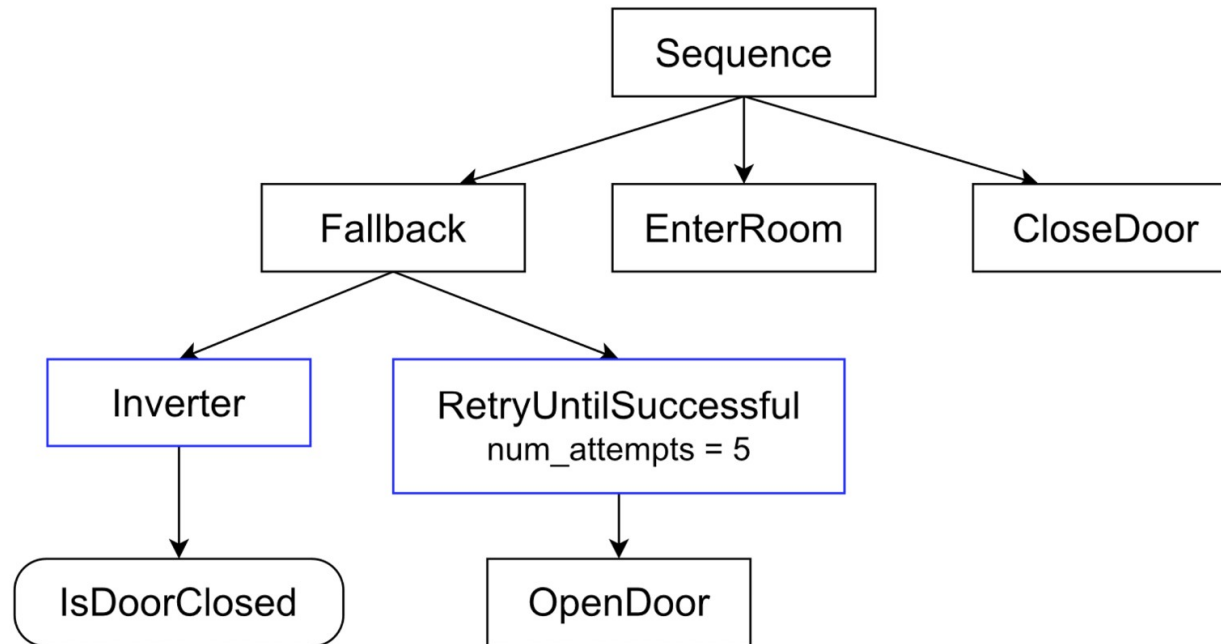 Sequence
Fallback
EnterRoom
CloseDoor
Inverter
RetryUntilSuccessful
num_attempts = 5
IsDoorClosed
OpenDoor